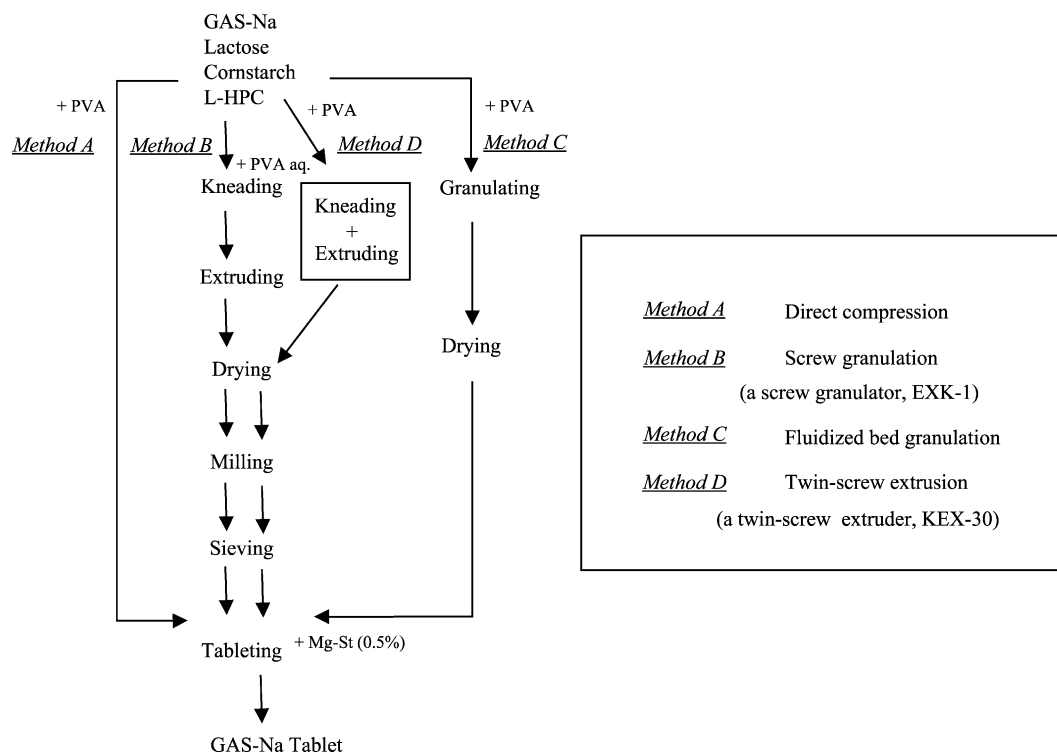 GAS-Na
Lactose
Cornstarch
L-HPC
+ PVA
+ PVA
+ PVA
Method A
Method B
Method D
Method C
+ PVA aq.
Kneading
Kneading
+
Extruding
Granulating
Extruding
Drying
Drying
Milling
Sieving
Tableting
+ Mg-St (0.5%)
GAS-Na Tablet
Method A Direct compression
Method B Screw granulation
(a screw granulator, EXK-1)
Method C Fluidized bed granulation
Method D Twin-screw extrusion
(a twin-screw extruder, KEX-30)